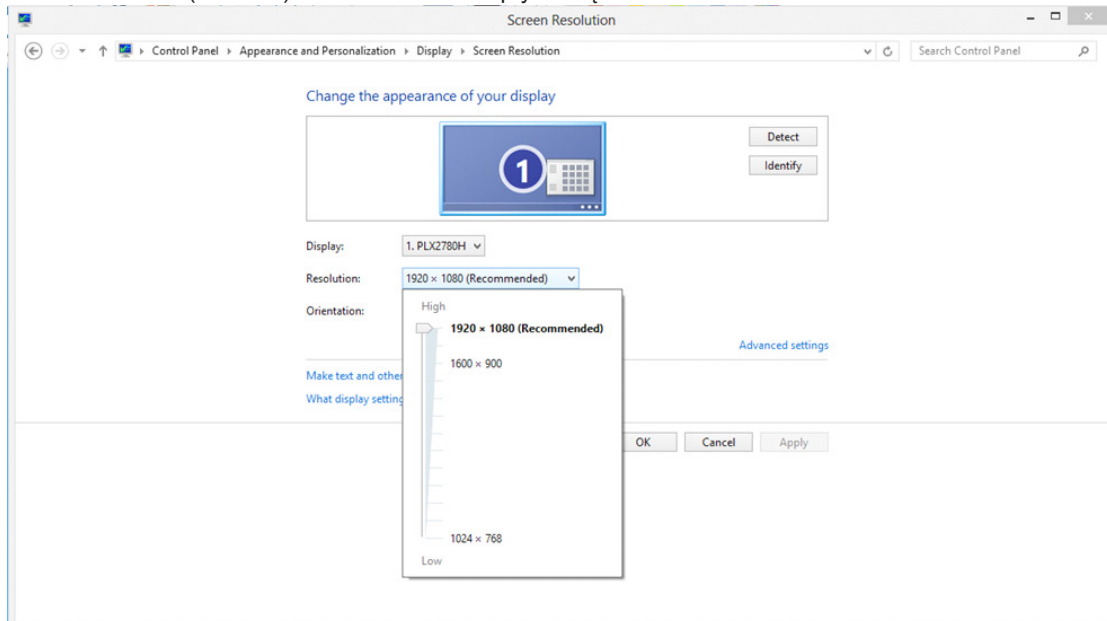 Screen Resolution
Control Panel ▸ Appearance and Personalization ▸ Display ▸ Screen Resolution
Search Control Panel
Change the appearance of your display
1
Detect
Identify
Display:
1. PLX2780H
Resolution:
1920 × 1080 (Recommended)
Orientation:
High
1920 × 1080 (Recommended)
1600 × 900
1024 × 768
Low
Advanced settings
Make text and other
What display setting
OK
Cancel
Apply